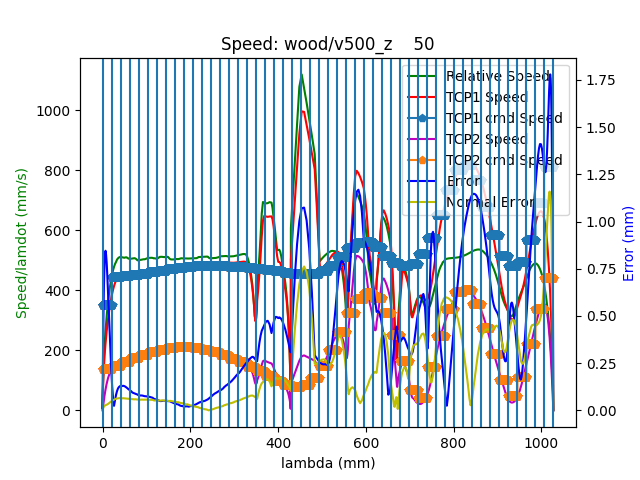 Speed: wood/v500_z    50
Relative Speed
TCP1 Speed
TCP1 cmd Speed
TCP2 Speed
TCP2 cmd Speed
Error
Normal Error
Speed/lamdot (mm/s)
1000
800
600
400
200
0
1.75
1.50
1.25
1.00
0.75
0.50
0.25
0.00
Error (mm)
0 200 400 600 800 1000
lambda (mm)